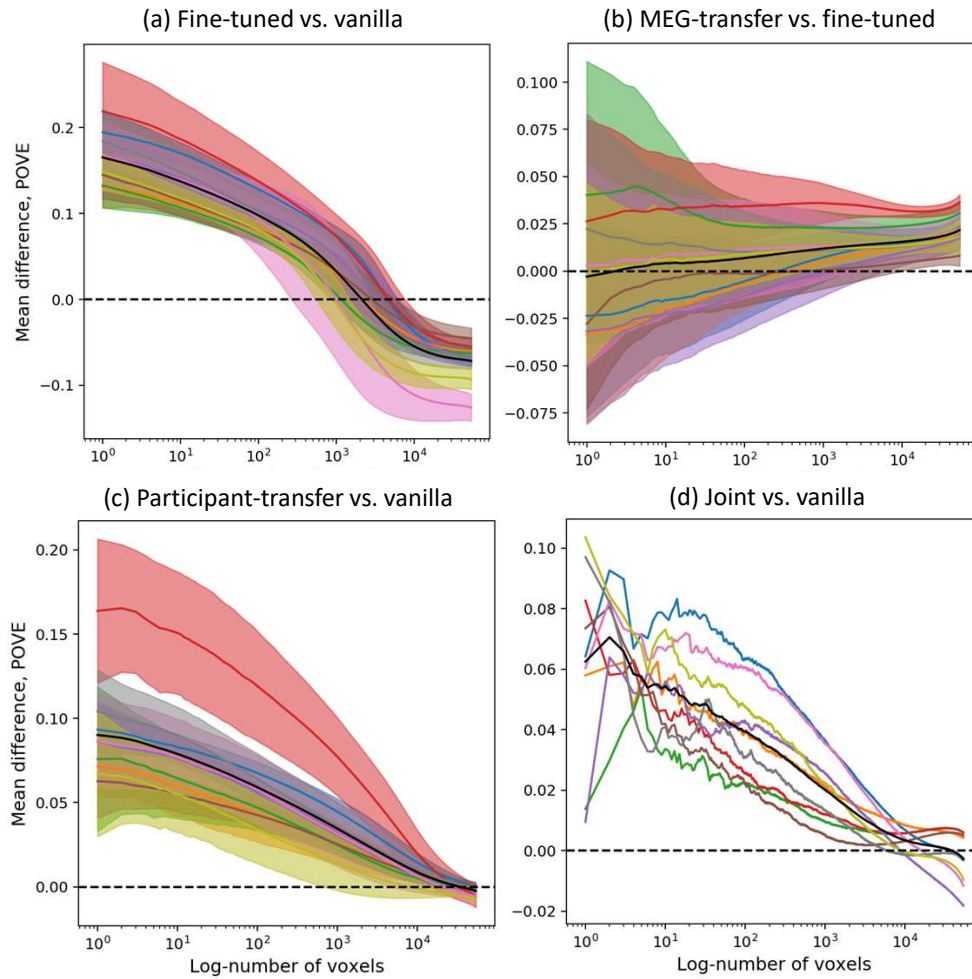 (a) Fine-tuned vs. vanilla
Mean difference, POVE
0.2
0.1
0.0
−0.1
10⁰ 10¹ 10² 10³ 10⁴
(b) MEG-transfer vs. fine-tuned
0.100
0.075
0.050
0.025
0.000
−0.025
−0.050
−0.075
10⁰ 10¹ 10² 10³ 10⁴
(c) Participant-transfer vs. vanilla
Mean difference, POVE
0.20
0.15
0.10
0.05
0.00
10⁰ 10¹ 10² 10³ 10⁴
Log-number of voxels
(d) Joint vs. vanilla
0.10
0.08
0.06
0.04
0.02
0.00
−0.02
10⁰ 10¹ 10² 10³ 10⁴
Log-number of voxels